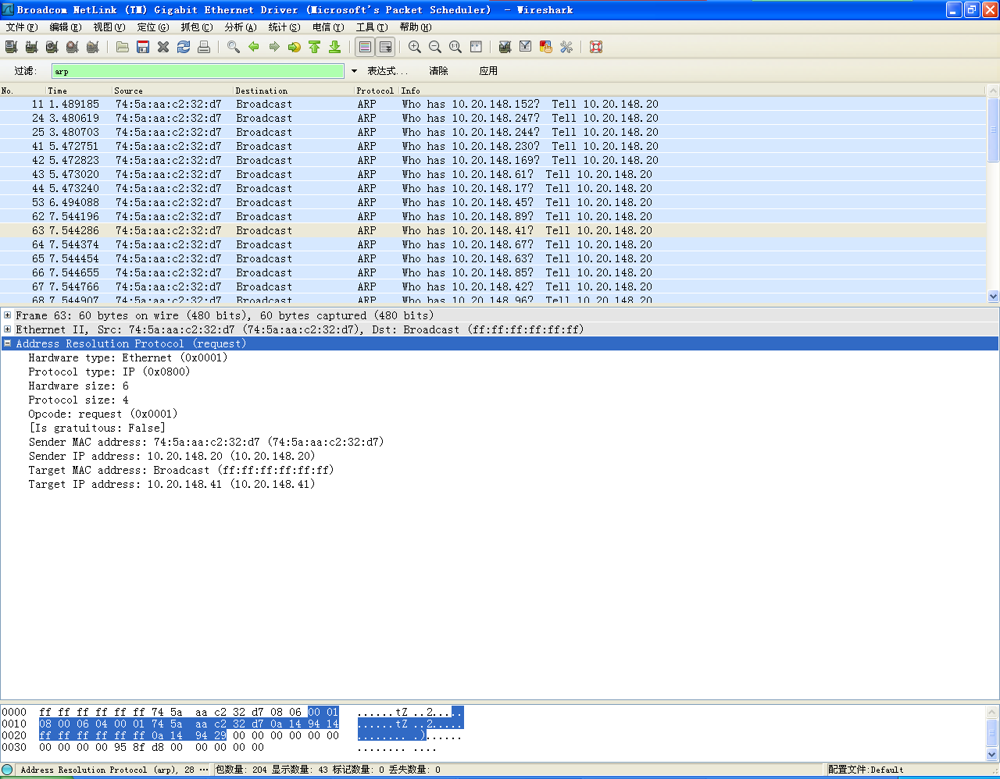 Broadcom NetLink (TM) Gigabit Ethernet Driver (Microsoft's Packet Scheduler)  - Wireshark
文件(F) 编辑(E) 视图(V) 定位(G) 抓包(C) 分析(A) 统计(S) 电信(Y) 工具(T) 帮助(H)
过滤: arp 表达式... 清除 应用
No. Time Source Destination Protocol Info
11 1.489185 74:5a:aa:c2:32:d7 Broadcast ARP Who has 10.20.148.152?  Tell 10.20.148.20
24 3.480619 74:5a:aa:c2:32:d7 Broadcast ARP Who has 10.20.148.247?  Tell 10.20.148.20
25 3.480703 74:5a:aa:c2:32:d7 Broadcast ARP Who has 10.20.148.244?  Tell 10.20.148.20
41 5.472751 74:5a:aa:c2:32:d7 Broadcast ARP Who has 10.20.148.230?  Tell 10.20.148.20
42 5.472823 74:5a:aa:c2:32:d7 Broadcast ARP Who has 10.20.148.169?  Tell 10.20.148.20
43 5.473020 74:5a:aa:c2:32:d7 Broadcast ARP Who has 10.20.148.61?  Tell 10.20.148.20
44 5.473240 74:5a:aa:c2:32:d7 Broadcast ARP Who has 10.20.148.17?  Tell 10.20.148.20
53 6.494088 74:5a:aa:c2:32:d7 Broadcast ARP Who has 10.20.148.45?  Tell 10.20.148.20
62 7.544196 74:5a:aa:c2:32:d7 Broadcast ARP Who has 10.20.148.89?  Tell 10.20.148.20
63 7.544286 74:5a:aa:c2:32:d7 Broadcast ARP Who has 10.20.148.41?  Tell 10.20.148.20
64 7.544374 74:5a:aa:c2:32:d7 Broadcast ARP Who has 10.20.148.67?  Tell 10.20.148.20
65 7.544454 74:5a:aa:c2:32:d7 Broadcast ARP Who has 10.20.148.63?  Tell 10.20.148.20
66 7.544655 74:5a:aa:c2:32:d7 Broadcast ARP Who has 10.20.148.85?  Tell 10.20.148.20
67 7.544766 74:5a:aa:c2:32:d7 Broadcast ARP Who has 10.20.148.42?  Tell 10.20.148.20
68 7.544907 74:5a:aa:c2:32:d7 Broadcast ARP Who has 10.20.148.96?  Tell 10.20.148.20
Frame 63: 60 bytes on wire (480 bits), 60 bytes captured (480 bits)
Ethernet II, Src: 74:5a:aa:c2:32:d7 (74:5a:aa:c2:32:d7), Dst: Broadcast (ff:ff:ff:ff:ff:ff)
Address Resolution Protocol (request)
Hardware type: Ethernet (0x0001)
Protocol type: IP (0x0800)
Hardware size: 6
Protocol size: 4
Opcode: request (0x0001)
[Is gratuitous: False]
Sender MAC address: 74:5a:aa:c2:32:d7 (74:5a:aa:c2:32:d7)
Sender IP address: 10.20.148.20 (10.20.148.20)
Target MAC address: Broadcast (ff:ff:ff:ff:ff:ff)
Target IP address: 10.20.148.41 (10.20.148.41)
0000  ff ff ff ff ff ff 74 5a  aa c2 32 d7 08 06 00 01   ......tZ ..2.....
0010  08 00 06 04 00 01 74 5a  aa c2 32 d7 0a 14 94 14   ......tZ ..2.....
0020  ff ff ff ff ff ff 0a 14  94 29 00 00 00 00 00 00   ........ .)......
0030  00 00 00 00 95 8f d8 00  00 00 00 00   ........ ....
Address Resolution Protocol (arp), 28 ... 包数量: 204 显示数量: 43 标记数量: 0 丢失数量: 0 配置文件:Default